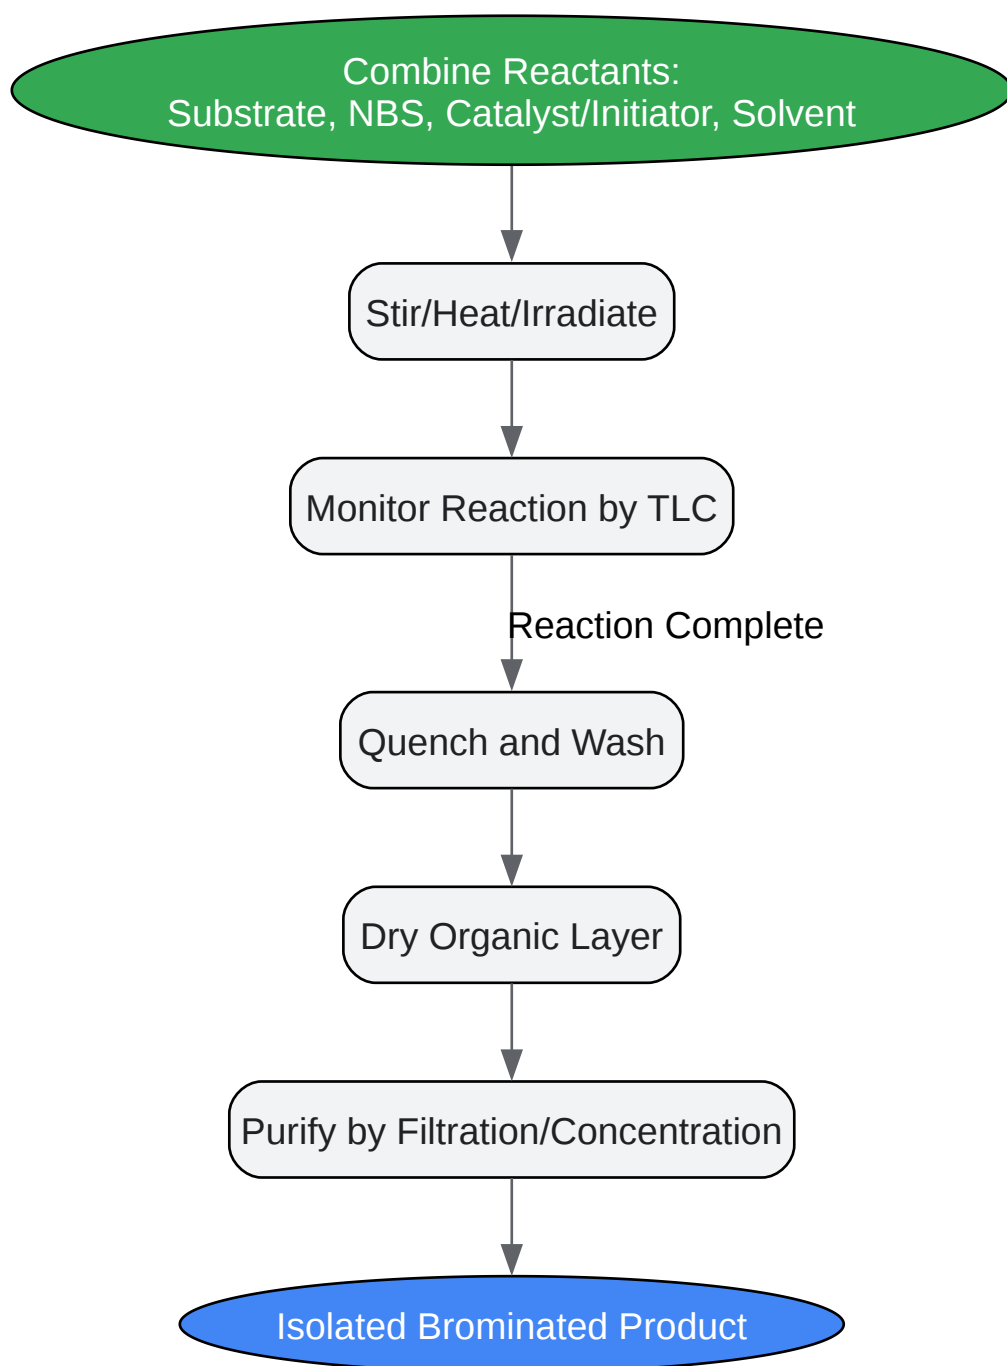 Combine Reactants:
Substrate, NBS, Catalyst/Initiator, Solvent
Stir/Heat/Irradiate
Monitor Reaction by TLC
Reaction Complete
Quench and Wash
Dry Organic Layer
Purify by Filtration/Concentration
Isolated Brominated Product